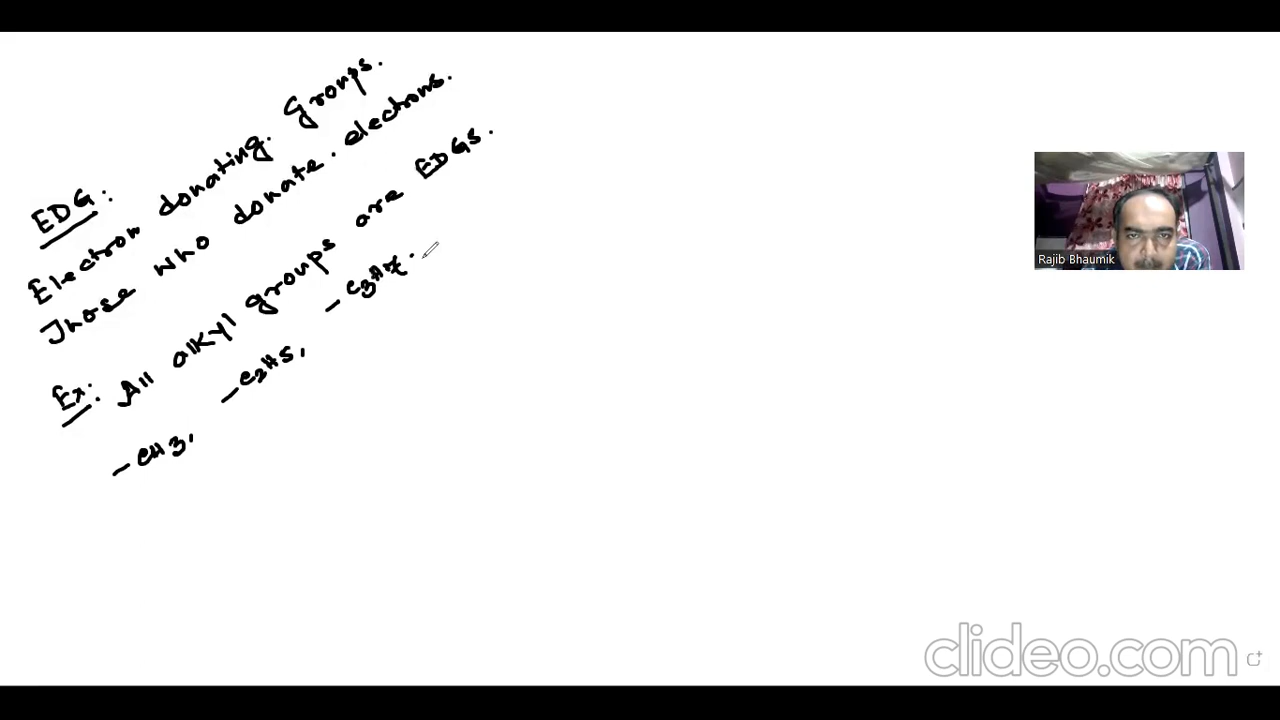 EDG:
Electron donating. Groups.
Those who donate. electrons.
Ex: All alkyl groups are EDGs.
-CH3, -C2H5, -C3H7.
Rajib Bhaumik
clideo.com